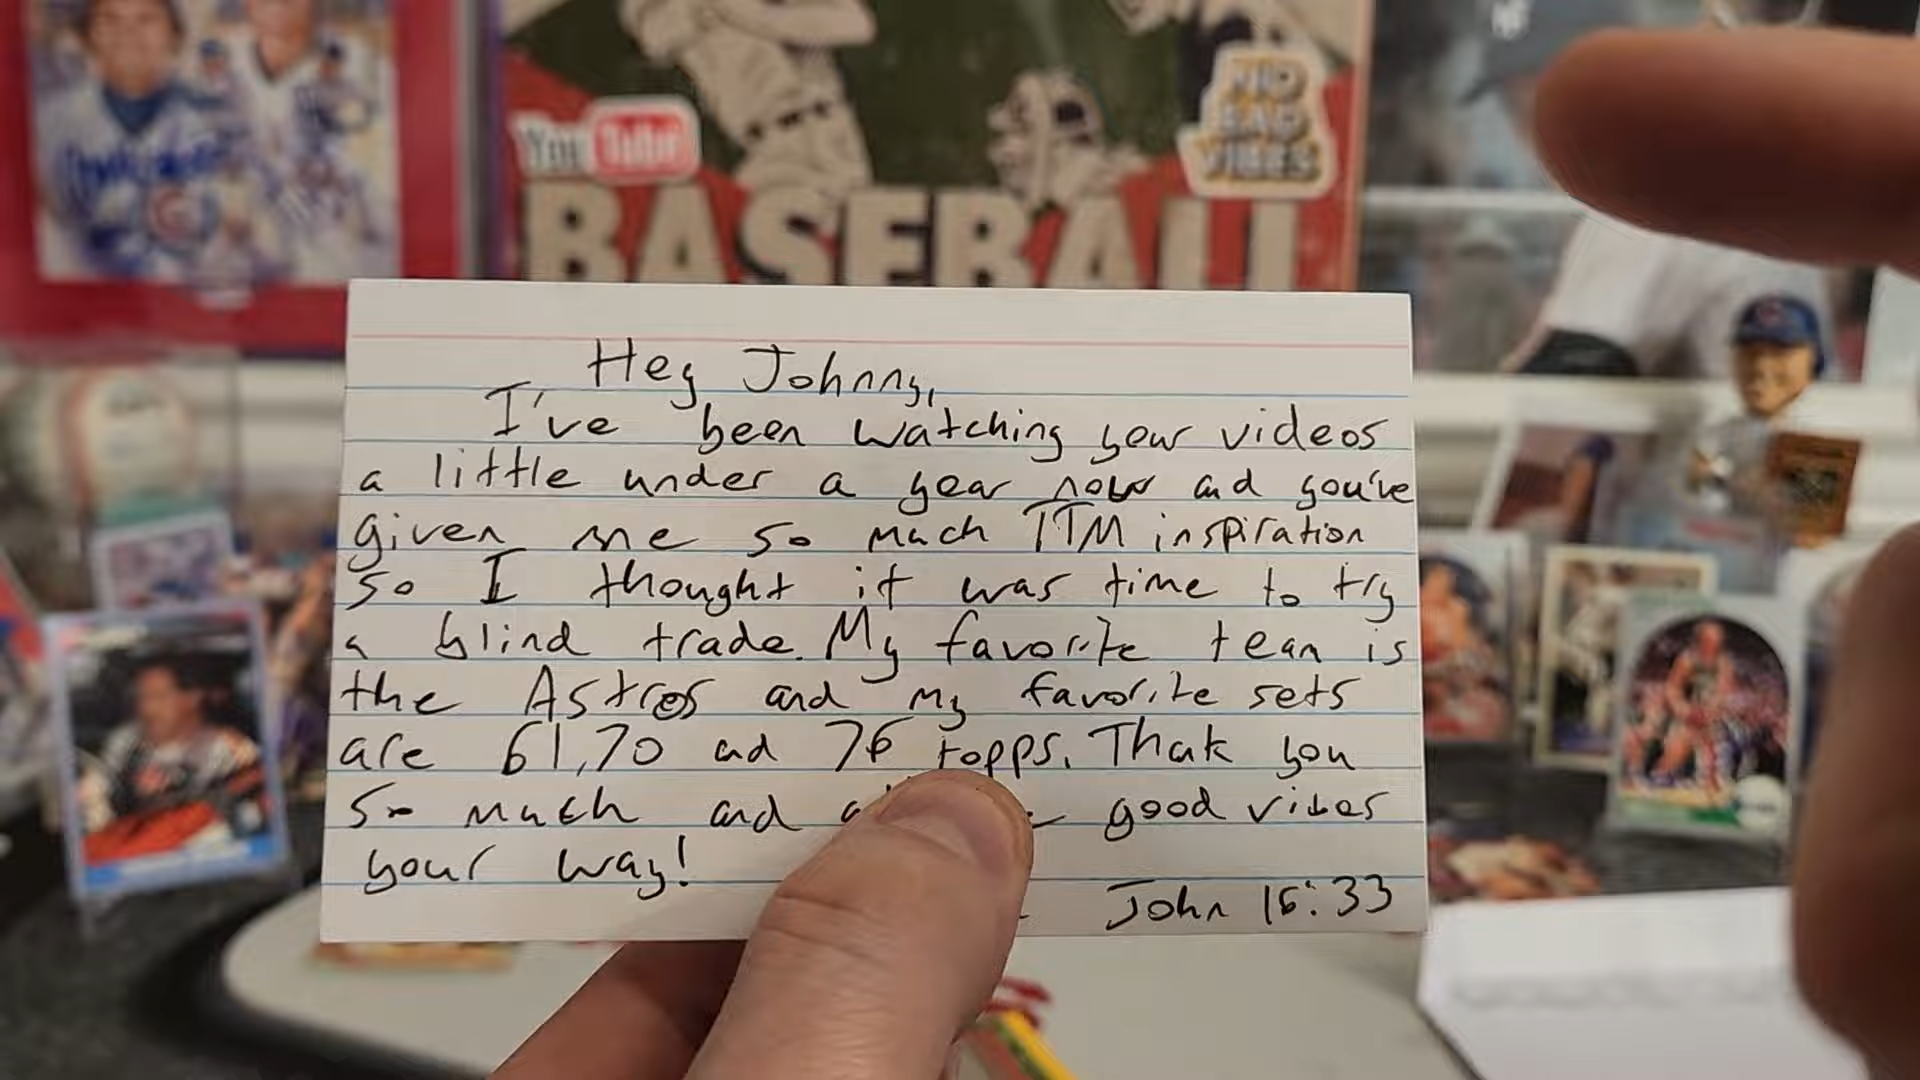 You Tube
NO
BAD
VIBES
BASEBALL
Hey Johnny,
I've been watching your videos
a little under a year now and you've
given me so much TTM inspiration
so I thought it was time to try
a blind trade. My favorite team is
the Astros and my favorite sets
are 61, 70 and 76 topps. Thank you
so much and good vibes
your way!
John 16:33